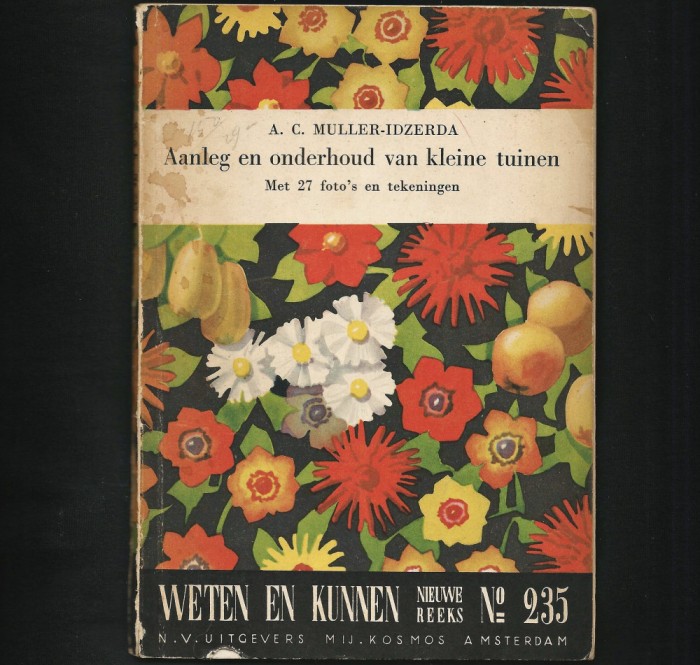 A. C. MULLER-IDZERDA
Aanleg en onderhoud van kleine tuinen
Met 27 foto's en tekeningen
WETEN EN KUNNEN NIEUWE REEKS No 235
N.V. UITGEVERS MIJ. KOSMOS AMSTERDAM